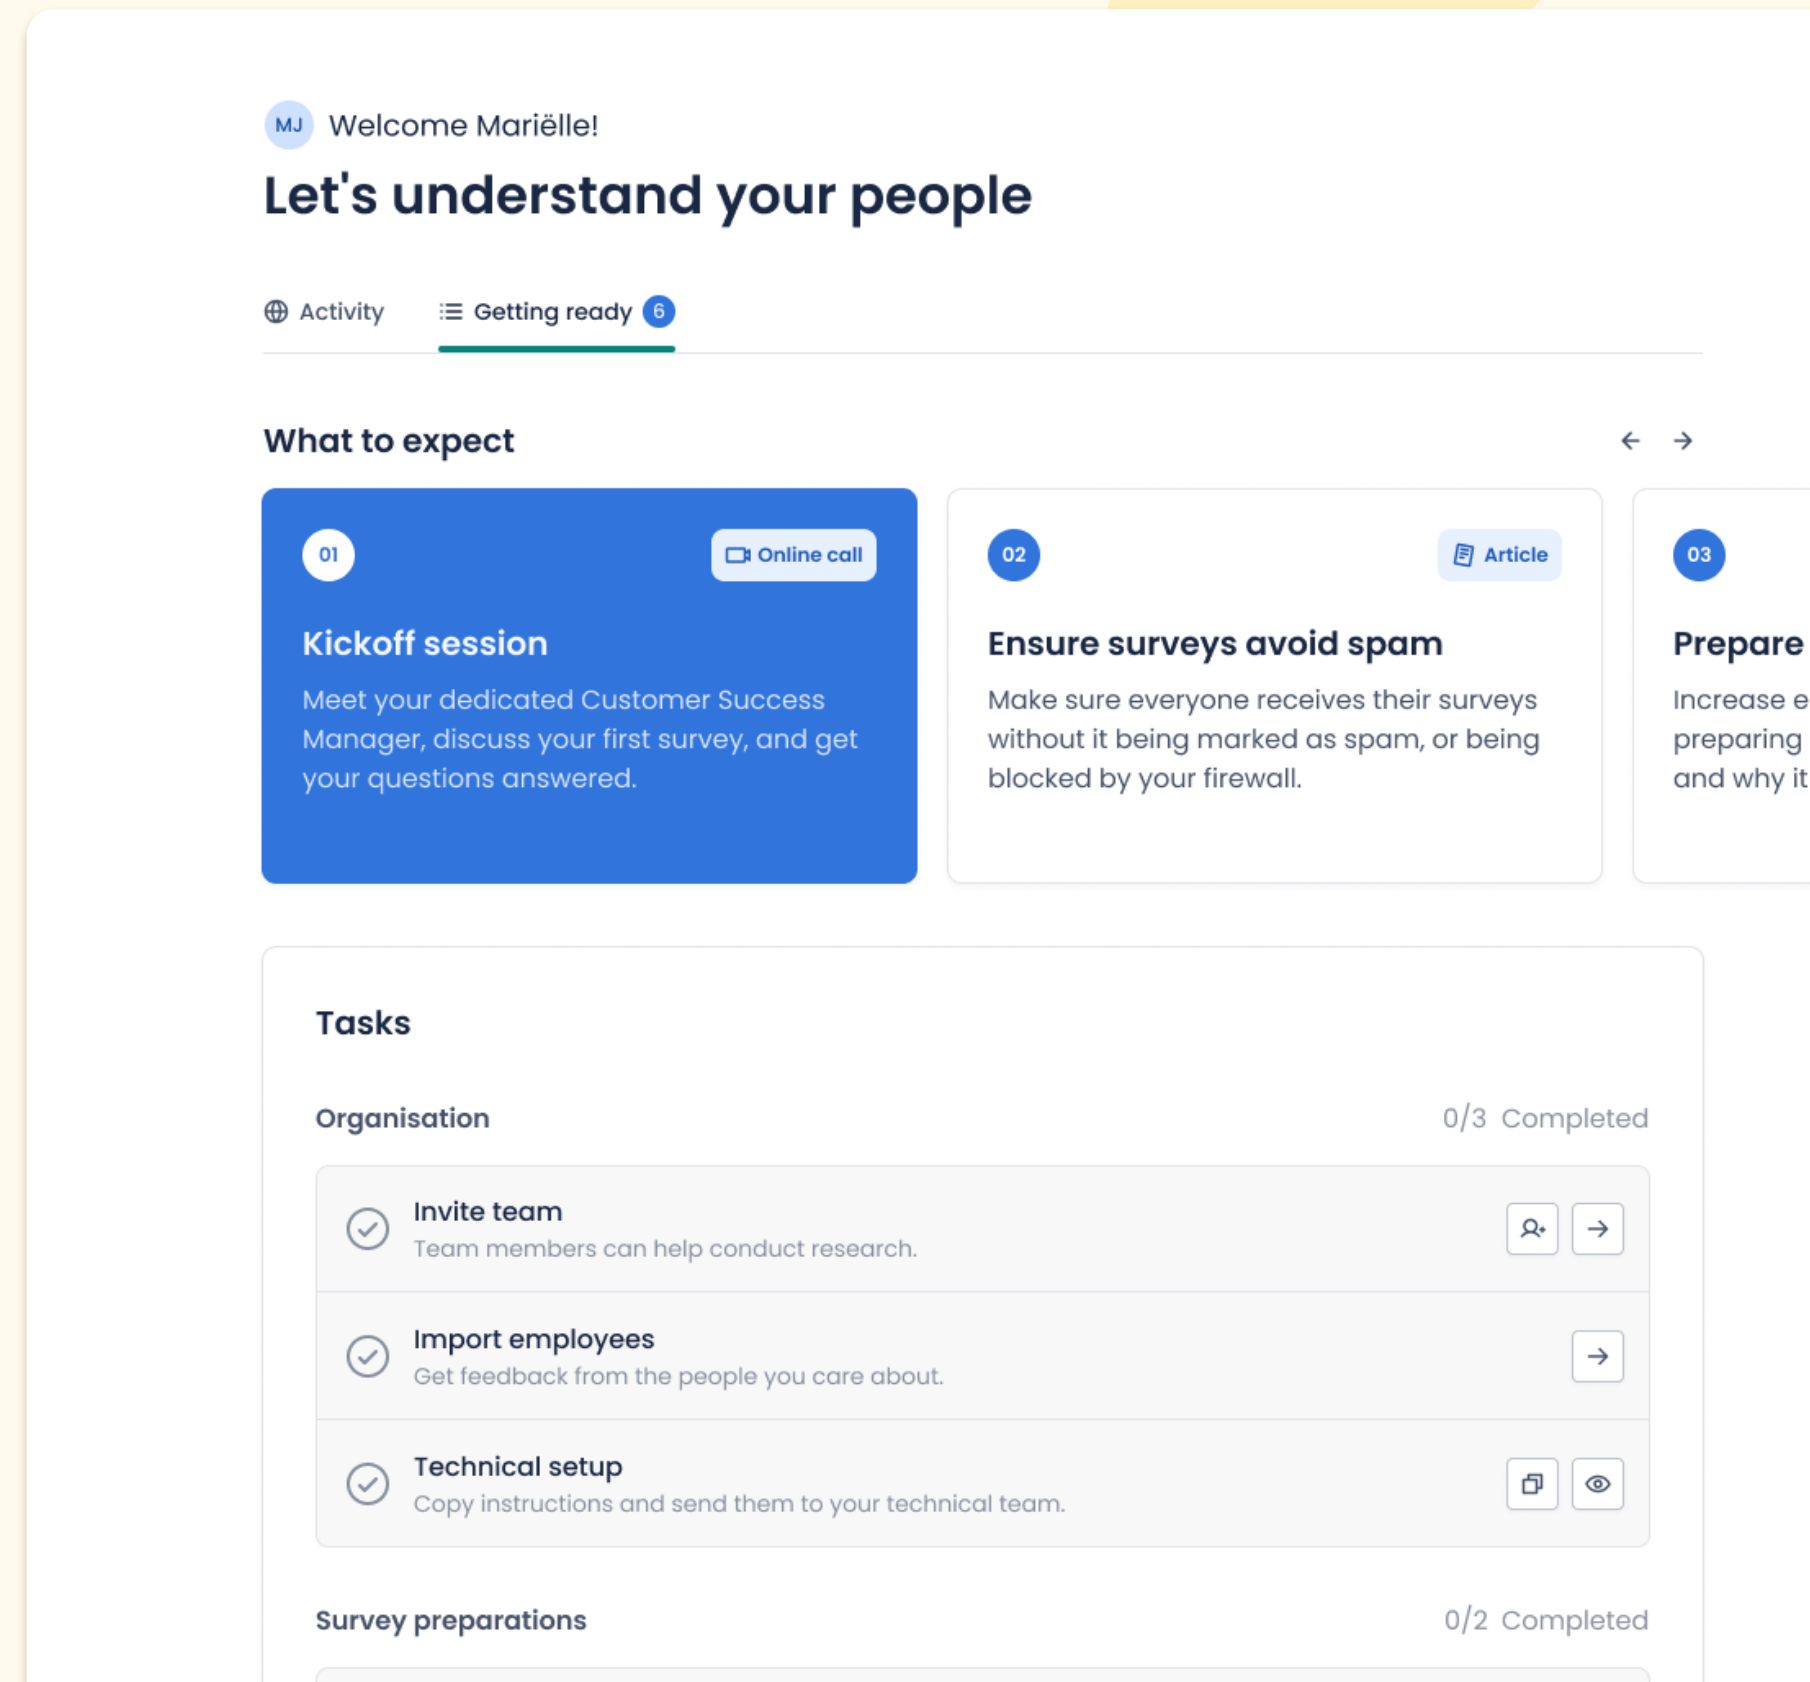 MJ Welcome Mariëlle!
Let's understand your people
Activity Getting ready 6
What to expect
01 Online call
Kickoff session
Meet your dedicated Customer Success
Manager, discuss your first survey, and get
your questions answered.
02 Article
Ensure surveys avoid spam
Make sure everyone receives their surveys
without it being marked as spam, or being
blocked by your firewall.
03
Prepare
Increase e
preparing
and why it
Tasks
Organisation 0/3 Completed
Invite team
Team members can help conduct research.
Import employees
Get feedback from the people you care about.
Technical setup
Copy instructions and send them to your technical team.
Survey preparations 0/2 Completed